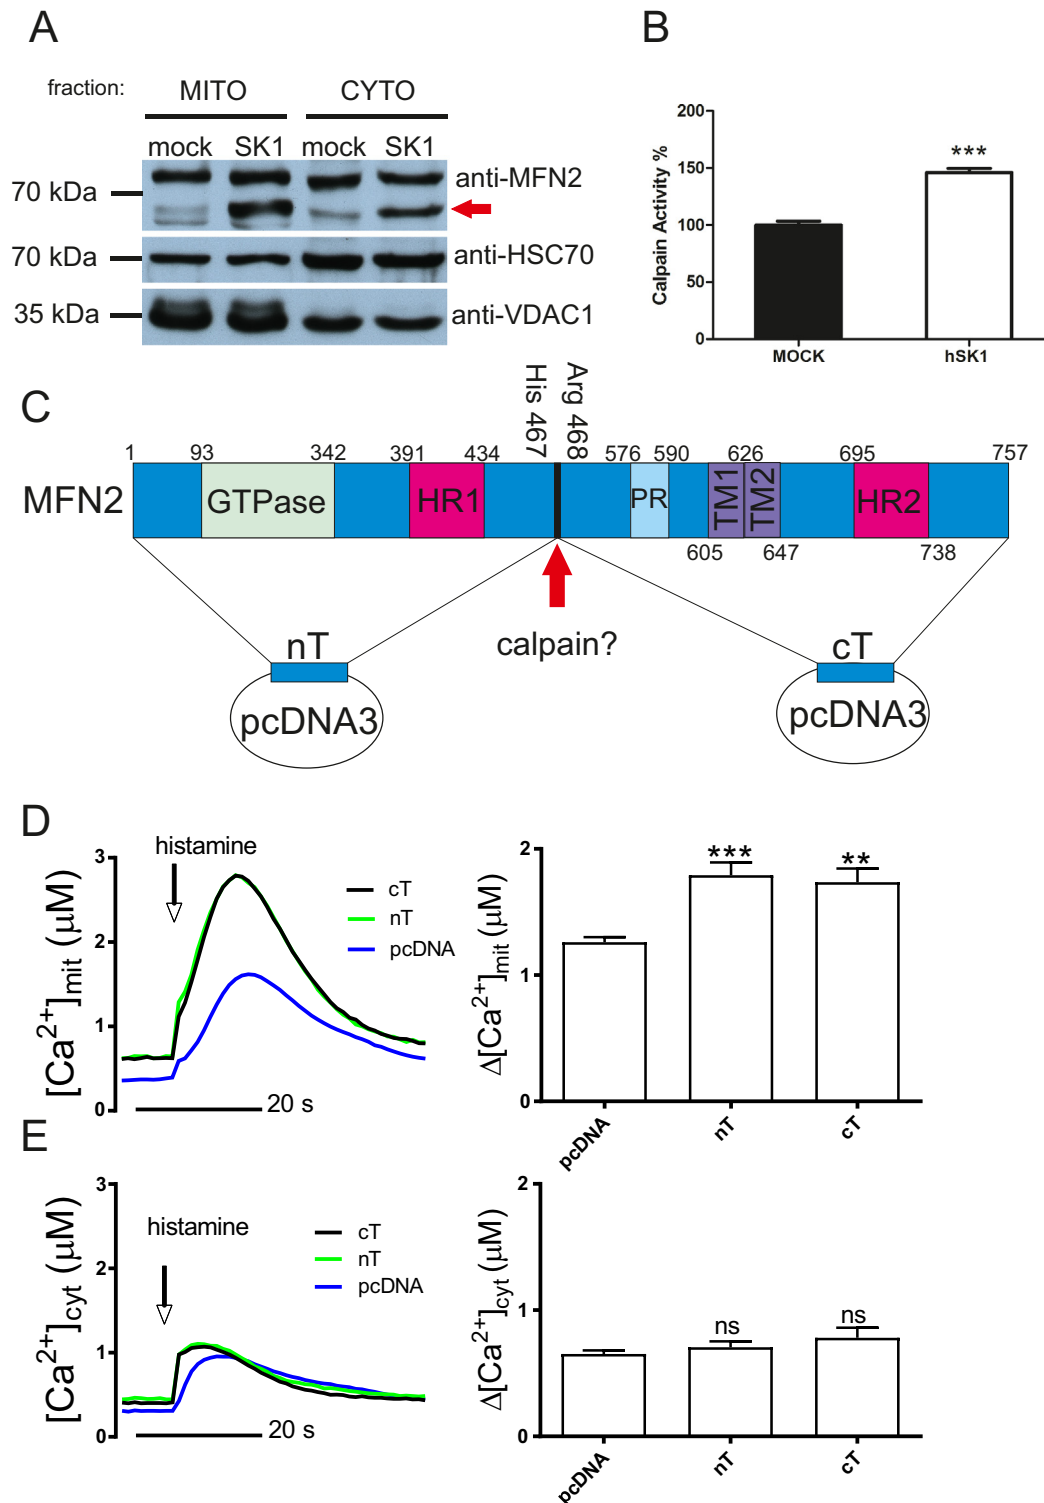 A
fraction: MITO CYTO
mock SK1 mock SK1
70 kDa
anti-MFN2
70 kDa
anti-HSC70
35 kDa
anti-VDAC1
B
Calpain Activity %
200
150
100
50
0
***
MOCK hSK1
C
His 467
Arg 468
1 93 342 391 434 576 590 626 695 757
MFN2 GTPase HR1 PR TM1 TM2 HR2
605 647 738
calpain?
nT
pcDNA3
cT
pcDNA3
D
histamine
[Ca2+]mit (μM)
3
2
1
0
cT
nT
pcDNA
20 s
Δ[Ca2+]mit (μM)
2
1
0
*** **
pcDNA nT cT
E
histamine
[Ca2+]cyt (μM)
3
2
1
0
cT
nT
pcDNA
20 s
Δ[Ca2+]cyt (μM)
2
1
0
ns ns
pcDNA nT cT